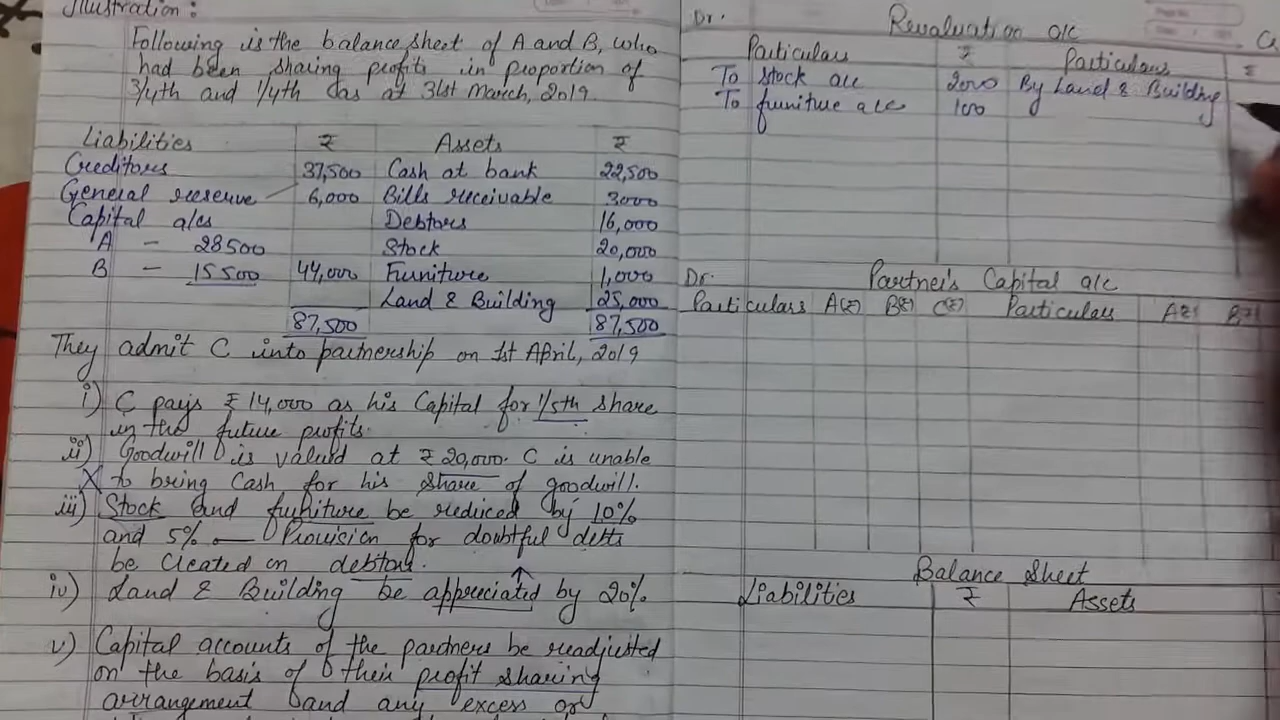 Illustration:
Following is the balance sheet of A and B, who
had been sharing profits in proportion of
3/4th and 1/4th as at 31st March, 2019.
Liabilities ₹ Assets ₹
Creditors 37,500 Cash at bank 22,500
General reserve 6,000 Bills receivable 3000
Capital a/cs Debtors 16,000
A - 28500 Stock 20,000
B - 15500 44,000 Furniture 1,000
Land & Building 25,000
87,500 87,500
They admit C into partnership on 1st April, 2019
i) C pays ₹ 14,000 as his Capital for 1/5th share
in the future profits.
ii) Goodwill is valued at ₹ 20,000. C is unable
to bring Cash for his share of goodwill.
iii) Stock and furniture be reduced by 10%
and 5% Provision for doubtful debts
be created on debtors.
iv) Land & Building be appreciated by 20%.
v) Capital accounts of the partners be readjusted
on the basis of their profit sharing
arrangement and any excess or
Dr. Revaluation a/c
Particulars ₹ Particulars ₹
To stock a/c 2000 By Land & Building
To furniture a/c 100
Dr. Partner's Capital a/c
Particulars A(₹) B(₹) C(₹) Particulars A(₹)
Balance Sheet
Liabilities ₹ Assets